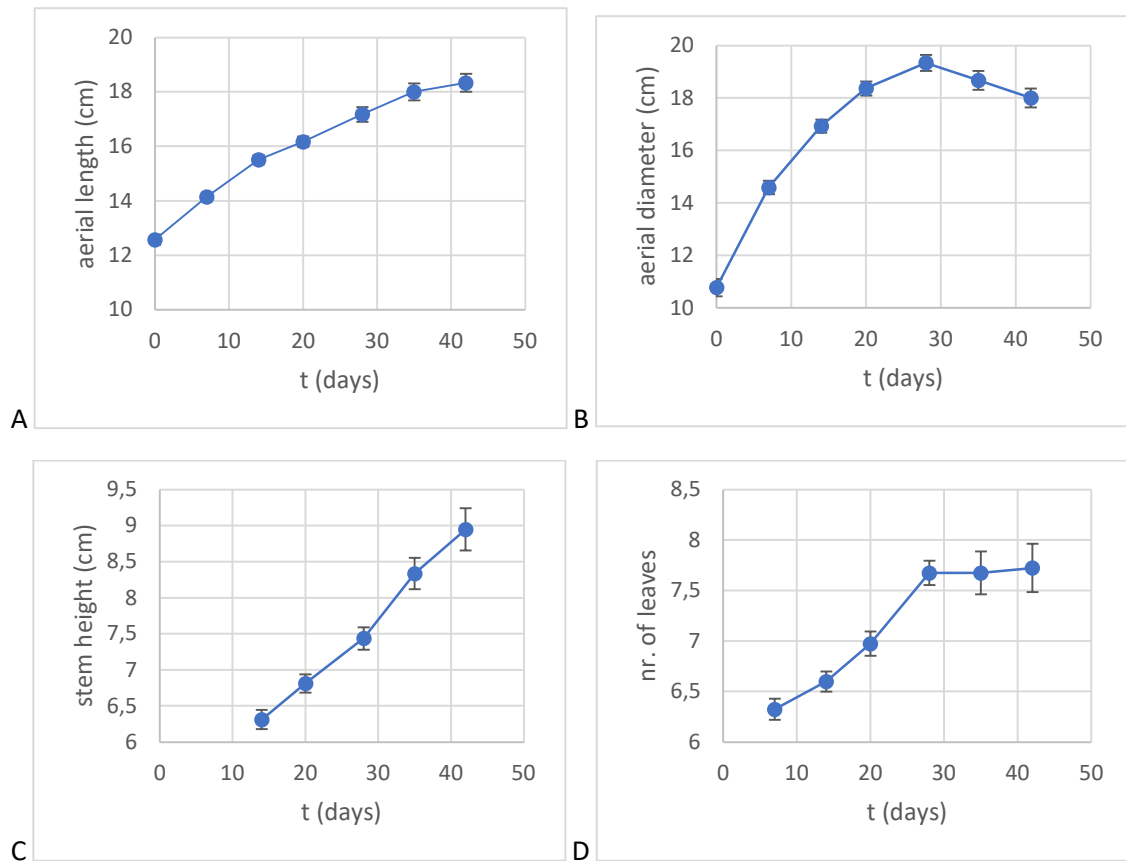 20
18
16
14
12
10
aerial length (cm)
0 10 20 30 40 50
t (days)
A
20
18
16
14
12
10
aerial diameter (cm)
0 10 20 30 40 50
t (days)
B
9,5
9
8,5
8
7,5
7
6,5
6
stem height (cm)
0 10 20 30 40 50
t (days)
C
8,5
8
7,5
7
6,5
6
nr. of leaves
0 10 20 30 40 50
t (days)
D